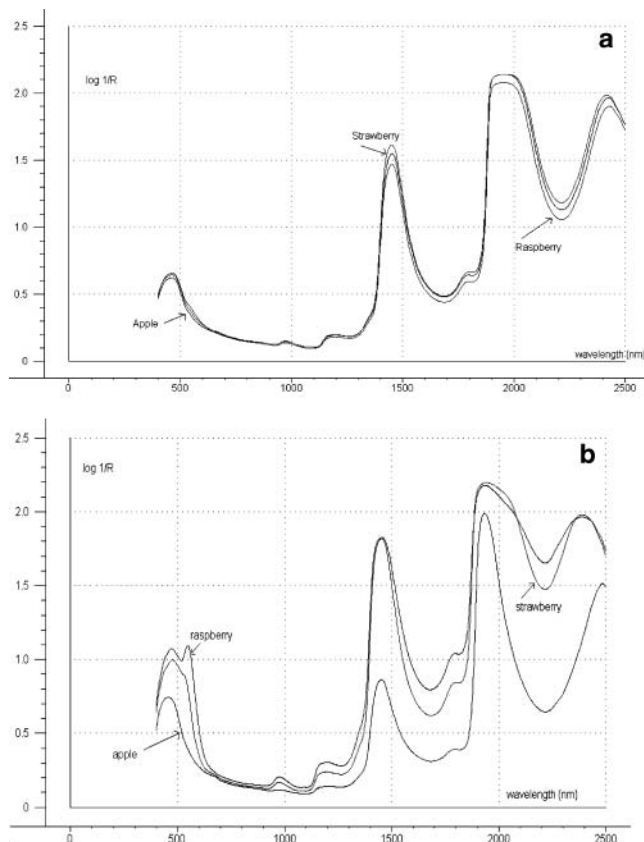 2.5
a
log 1/R
2.0
Strawberry
1.5
1.0
Raspberry
0.5
Apple
0
wavelength (nm)
0 500 1000 1500 2000 2500
2.5
b
log 1/R
2.0
1.5
strawberry
raspberry
1.0
0.5
apple
wavelength (nm)
0
0 500 1000 1500 2000 2500